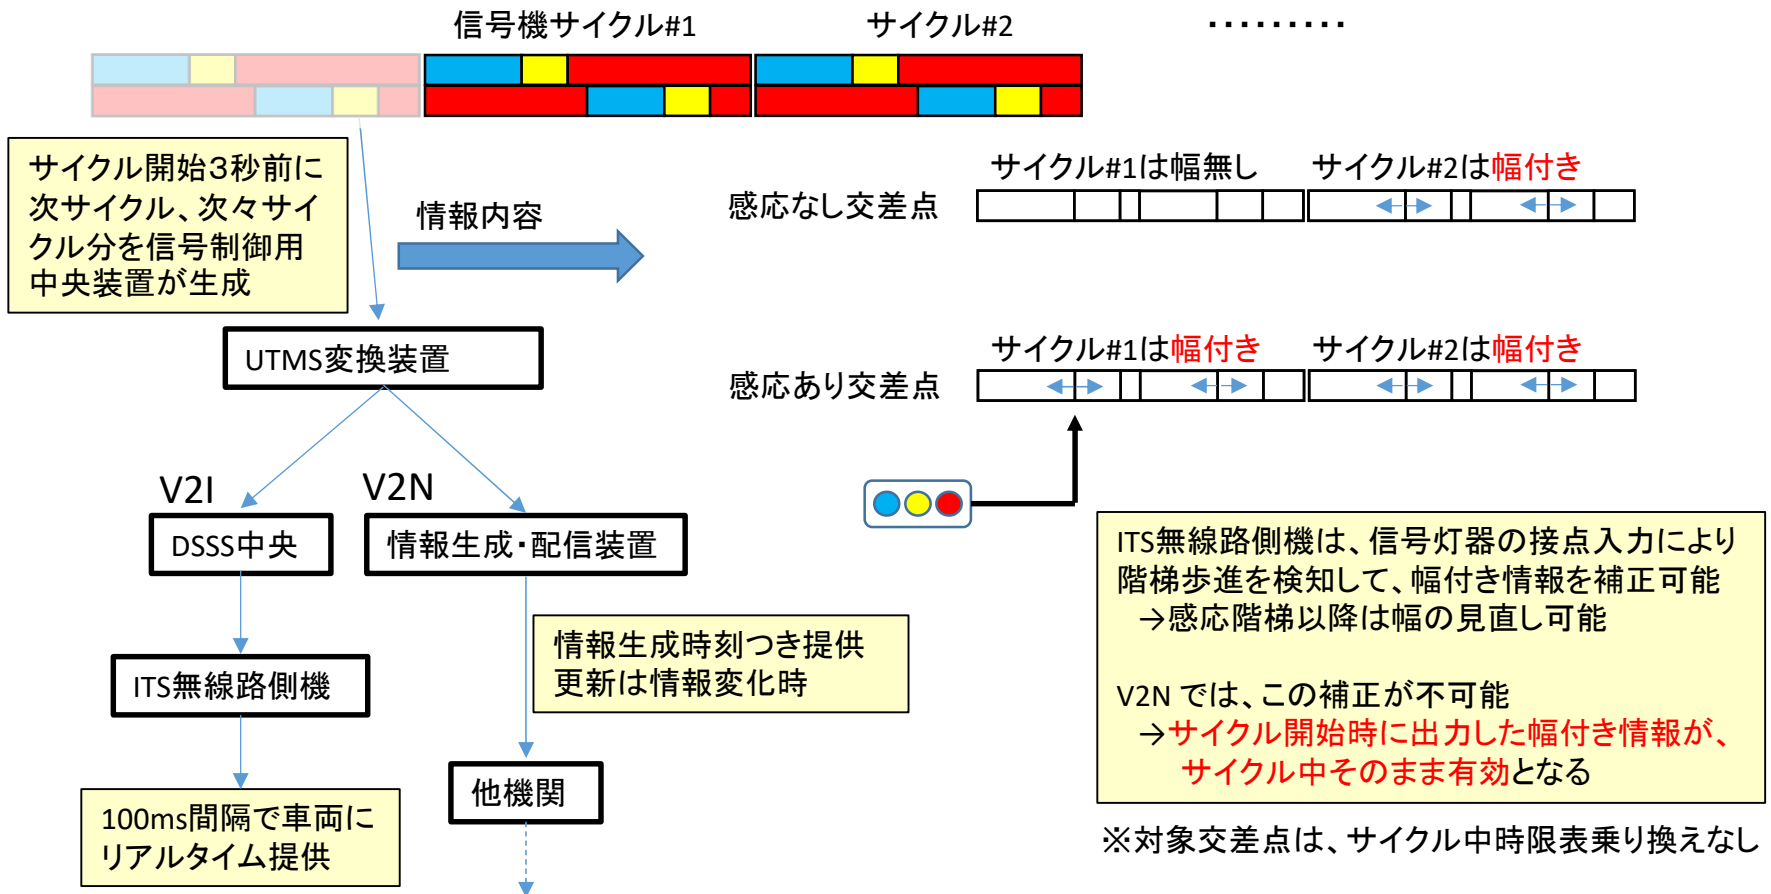 信号機サイクル#1
サイクル#2
・・・・・・・・・
サイクル開始3秒前に
次サイクル、次々サイ
クル分を信号制御用
中央装置が生成
情報内容
感応なし交差点
サイクル#1は幅無し
サイクル#2は幅付き
UTMS変換装置
感応あり交差点
サイクル#1は幅付き
サイクル#2は幅付き
V2I
V2N
DSSS中央
情報生成・配信装置
ITS無線路側機
情報生成時刻つき提供
更新は情報変化時
他機関
100ms間隔で車両に
リアルタイム提供
ITS無線路側機は、信号灯器の接点入力により
階梯歩進を検知して、幅付き情報を補正可能
→感応階梯以降は幅の見直し可能
V2N では、この補正が不可能
→サイクル開始時に出力した幅付き情報が、
サイクル中そのまま有効となる
※対象交差点は、サイクル中時限表乗り換えなし